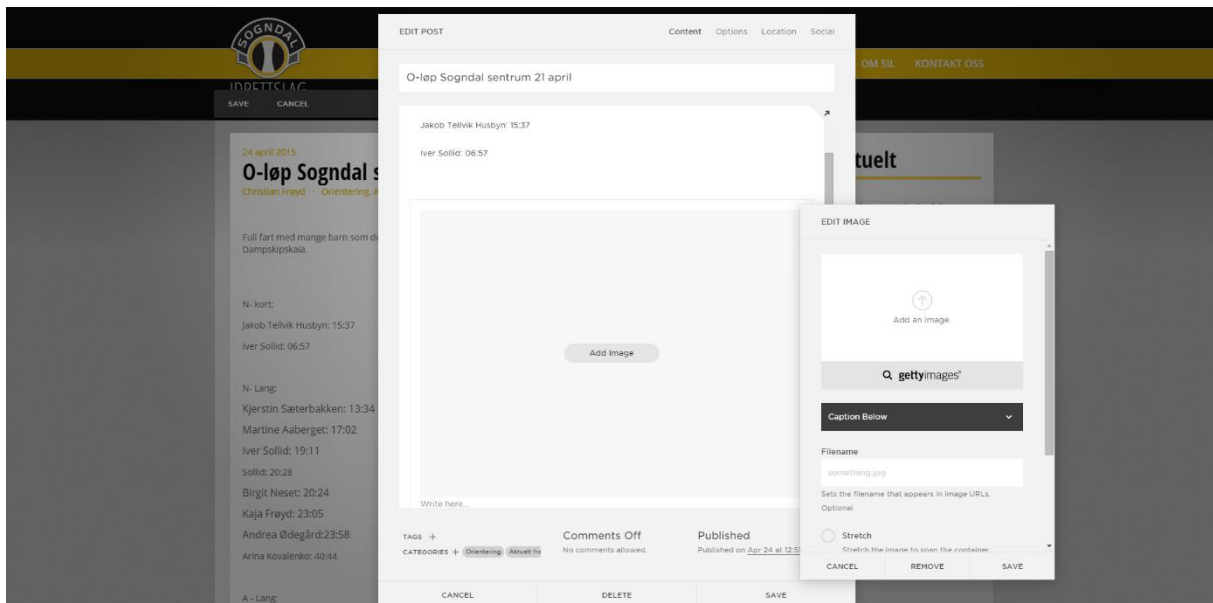 SOGNDAL
IDRETTSLAG
OM SIL KONTAKT OSS
SAVE CANCEL
24 april 2015
O-løp Sogndal s
Christian Frøyd · Orientering, A
Full fart med mange barn som de
Dampskipskaia.
N- kort:
Jakob Tellvik Husbyn: 15:37
Iver Sollid: 06:57
N- Lang:
Kjerstin Sæterbakken: 13:34
Martine Aaberget: 17:02
Iver Sollid: 19:11
Sollid: 20:28
Birgit Neset: 20:24
Kaja Frøyd: 23:05
Andrea Ødegård:23:58
Arina Kovalenko: 40:44
A - Lang:
EDIT POST Content Options Location Social
O-løp Sogndal sentrum 21 april
Jakob Tellvik Husbyn: 15:37
Iver Sollid: 06:57
Add Image
Write here...
TAGS +
CATEGORIES + Orientering Aktuelt fra
Comments Off
No comments allowed.
Published
Published on Apr 24 at 12:5
CANCEL DELETE SAVE
tuelt
EDIT IMAGE
Add an image.
gettyimages®
Caption Below
Filename
something.jpg
Sets the filename that appears in image URLs.
Optional
Stretch
Stretch the image to span the container
CANCEL REMOVE SAVE